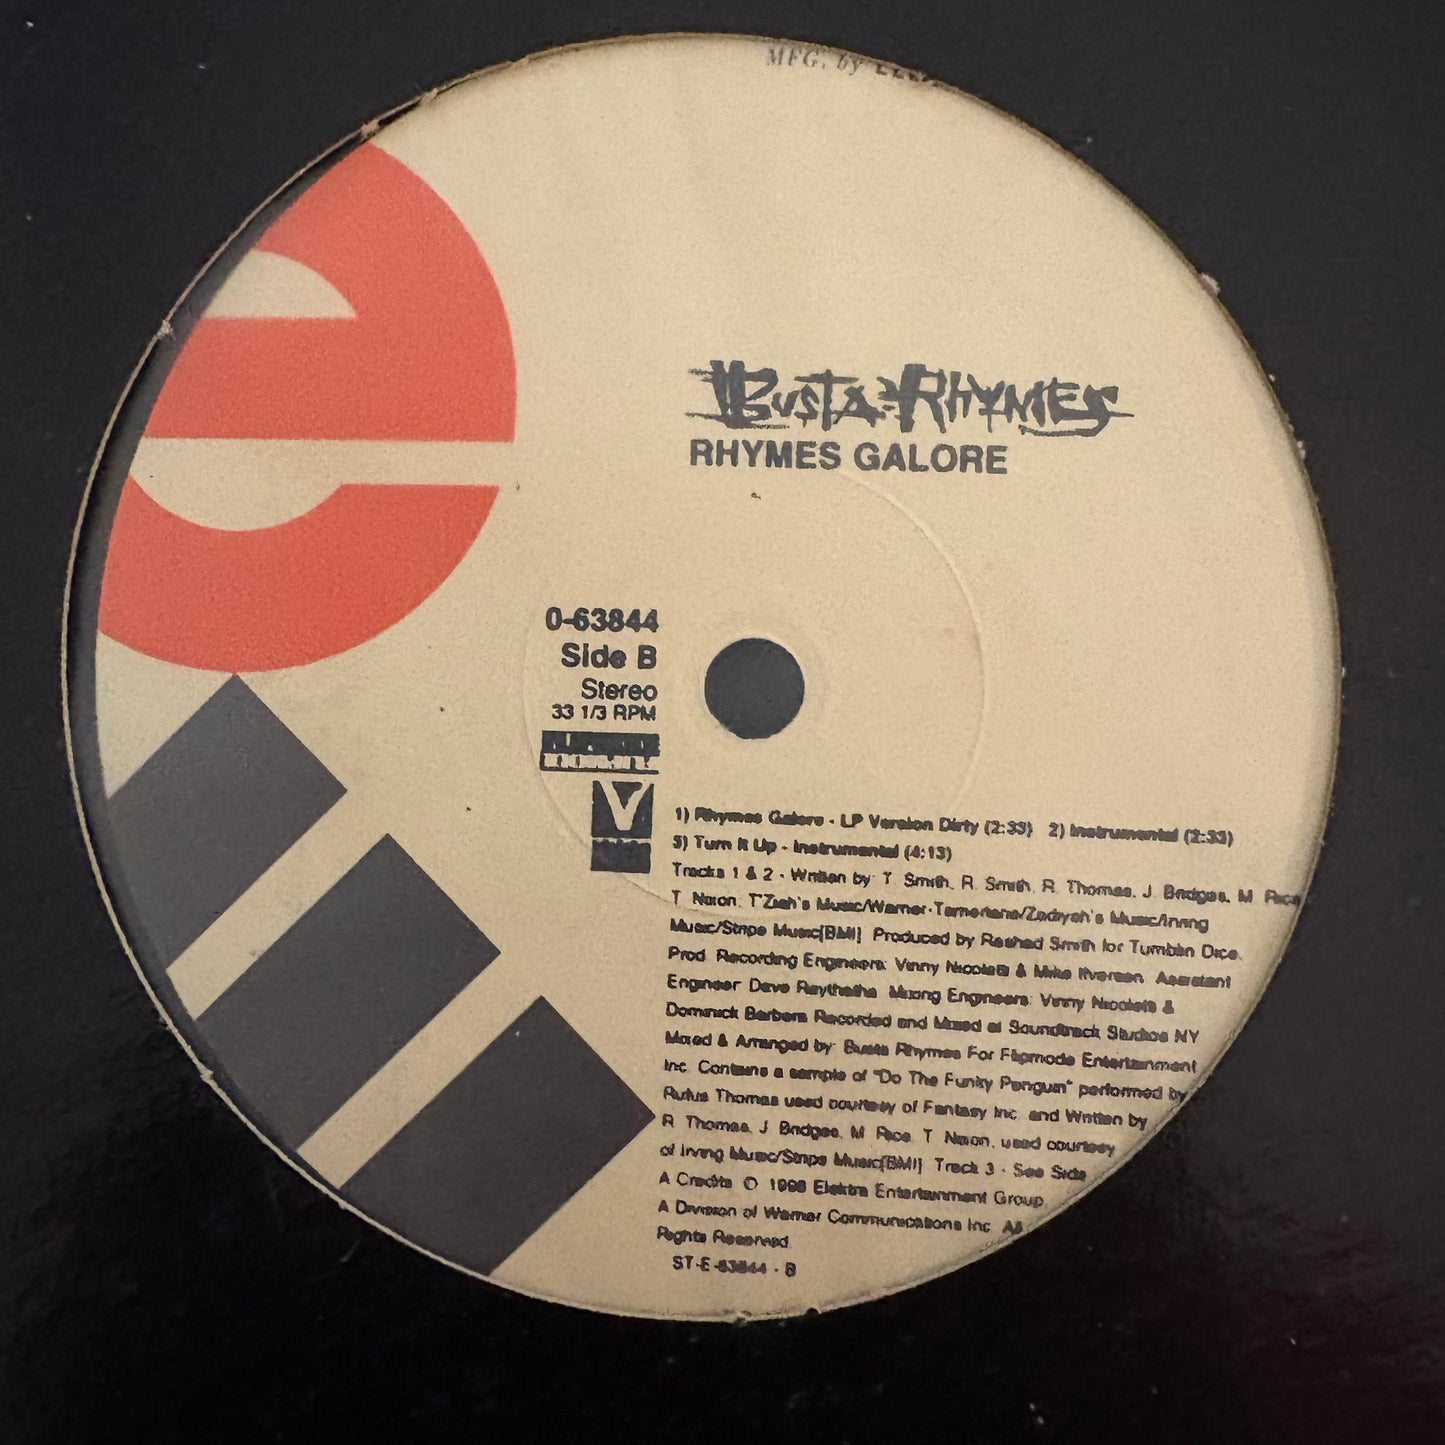 MFG. by
BUSTA RHYMES
RHYMES GALORE
0-63844
Side B
Stereo
33 1/3 RPM
1) Rhymes Galore - LP Version Dirty (2:33) 2) Instrumental (2:33)
3) Turn It Up - Instrumental (4:13)
Tracks 1 & 2 - Written by: T. Smith, R. Smith, R. Thomas, J. Bridges, M. Rice
T. Nixon, T'Ziah's Music/Warner-Tamerlane/Zadiyah's Music/Irving
Music/Stripe Music[BMI] Produced by Rashad Smith for Tumblin Dice
Prod. Recording Engineers: Vinny Nicoletti & Mike Assistant
Engineer Dave Mixing Engineers: Vinny Nicoletti &
Dominick Barbera Recorded and Mixed at Soundtrack Studios NY
Mixed & Arranged by: Busta Rhymes For Flipmode Entertainment
Inc. Contains a sample of "Do The Funky Penguin" performed by
Rufus Thomas used courtesy of Fantasy Inc. and Written by
R. Thomas, J. Bridges, M. Rice, T. Nixon, used courtesy
of Irving Music/Stripe Music[BMI] Track 3 - See Side
A Credits © 1998 Elektra Entertainment Group,
A Division of Warner Communications Inc. All
Rights Reserved.
ST-E-63844 - B